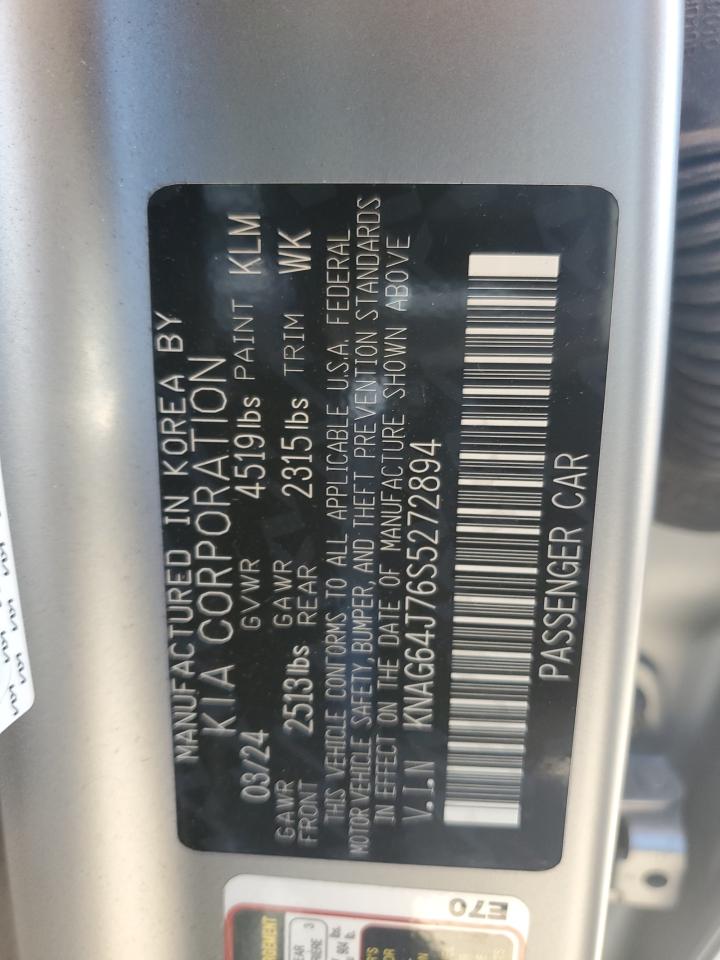 MANUFACTURED IN KOREA BY
KIA CORPORATION
03/24 GVWR 4519lbs PAINT KLM
GAWR FRONT 2513lbs GAWR REAR 2315lbs TRIM WK
THIS VEHICLE CONFORMS TO ALL APPLICABLE U.S.A. FEDERAL
MOTOR VEHICLE SAFETY, BUMPER, AND THEFT PREVENTION STANDARDS
IN EFFECT ON THE DATE OF MANUFACTURE SHOWN ABOVE
V.I.N KNAG64J76S5272894
PASSENGER CAR
E70